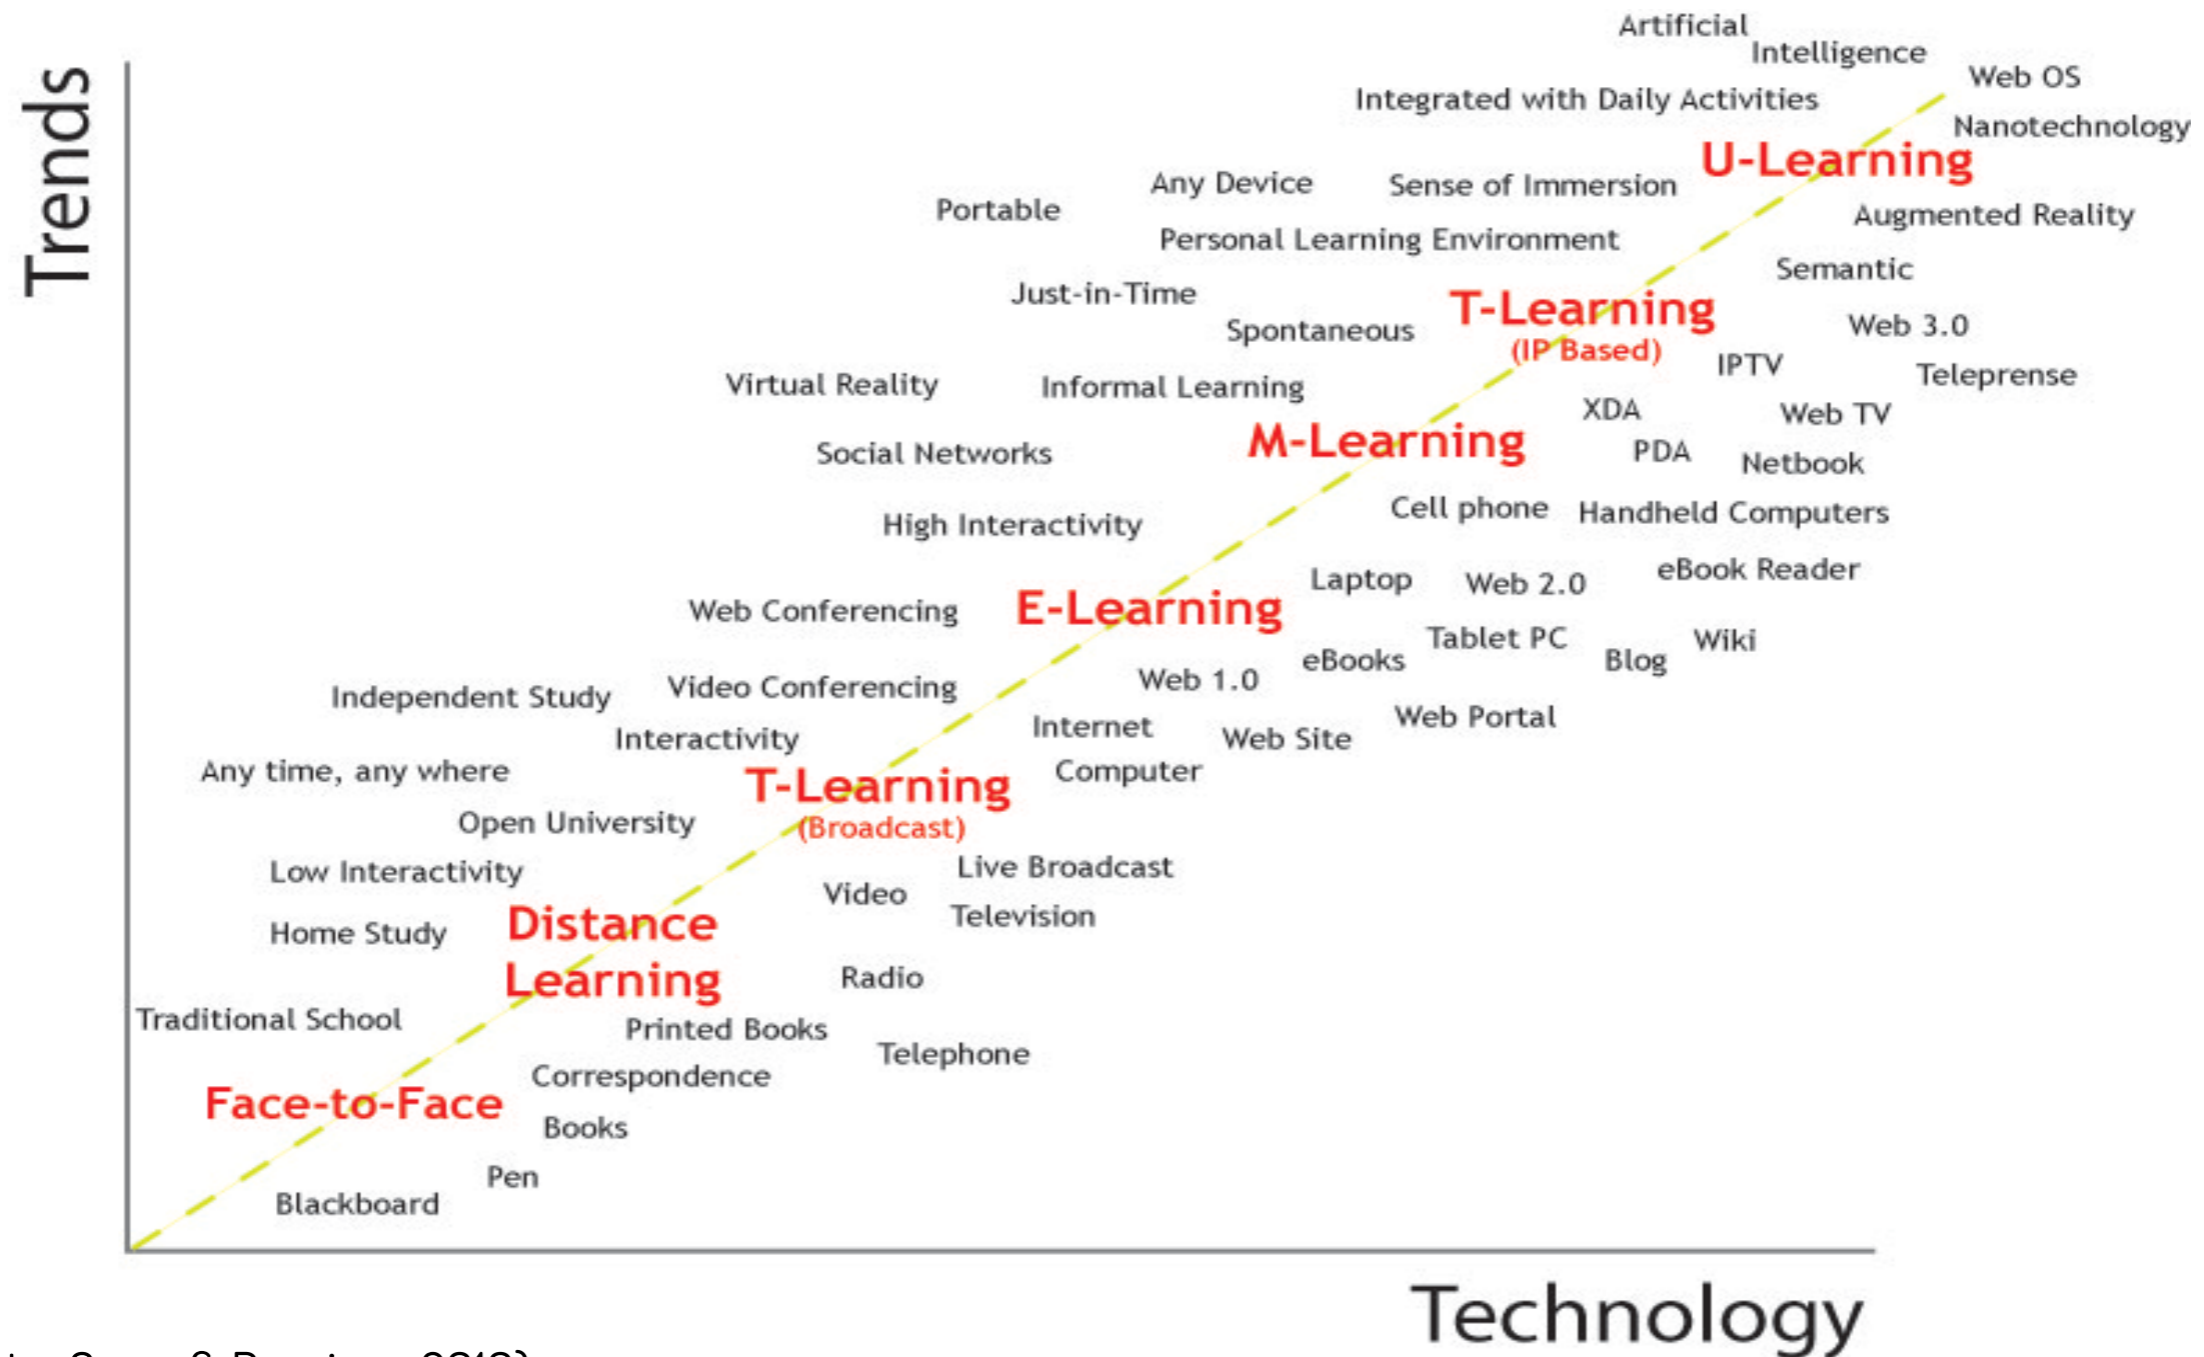 Artificial
Intelligence
Web OS
Integrated with Daily Activities
Nanotechnology
U-Learning
Any Device
Sense of Immersion
Portable
Augmented Reality
Personal Learning Environment
Semantic
Just-in-Time
T-Learning
(IP Based)
Spontaneous
Web 3.0
IPTV
Teleprense
Virtual Reality
Informal Learning
XDA
Web TV
M-Learning
Social Networks
PDA
Netbook
Cell phone
Handheld Computers
High Interactivity
Laptop
Web 2.0
eBook Reader
Web Conferencing
E-Learning
Tablet PC
Wiki
eBooks
Blog
Web 1.0
Video Conferencing
Independent Study
Web Portal
Internet
Web Site
Interactivity
Any time, any where
T-Learning
(Broadcast)
Computer
Open University
Low Interactivity
Live Broadcast
Video
Television
Home Study
Distance
Learning
Radio
Traditional School
Printed Books
Telephone
Correspondence
Face-to-Face
Books
Pen
Blackboard
Trends
Technology